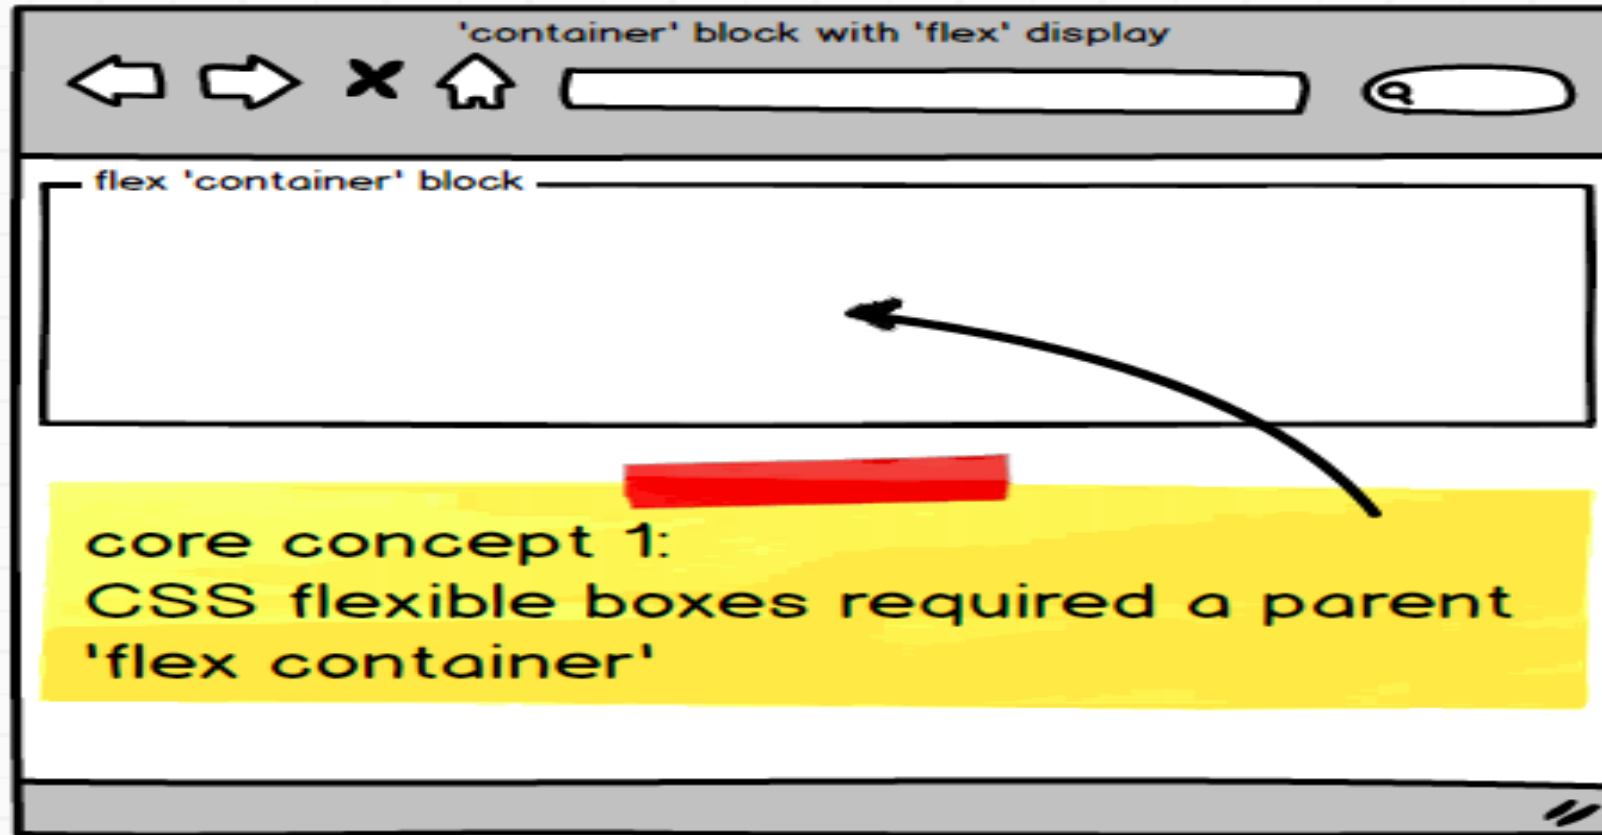 'container' block with 'flex' display
flex 'container' block
core concept 1:
CSS flexible boxes required a parent
'flex container'